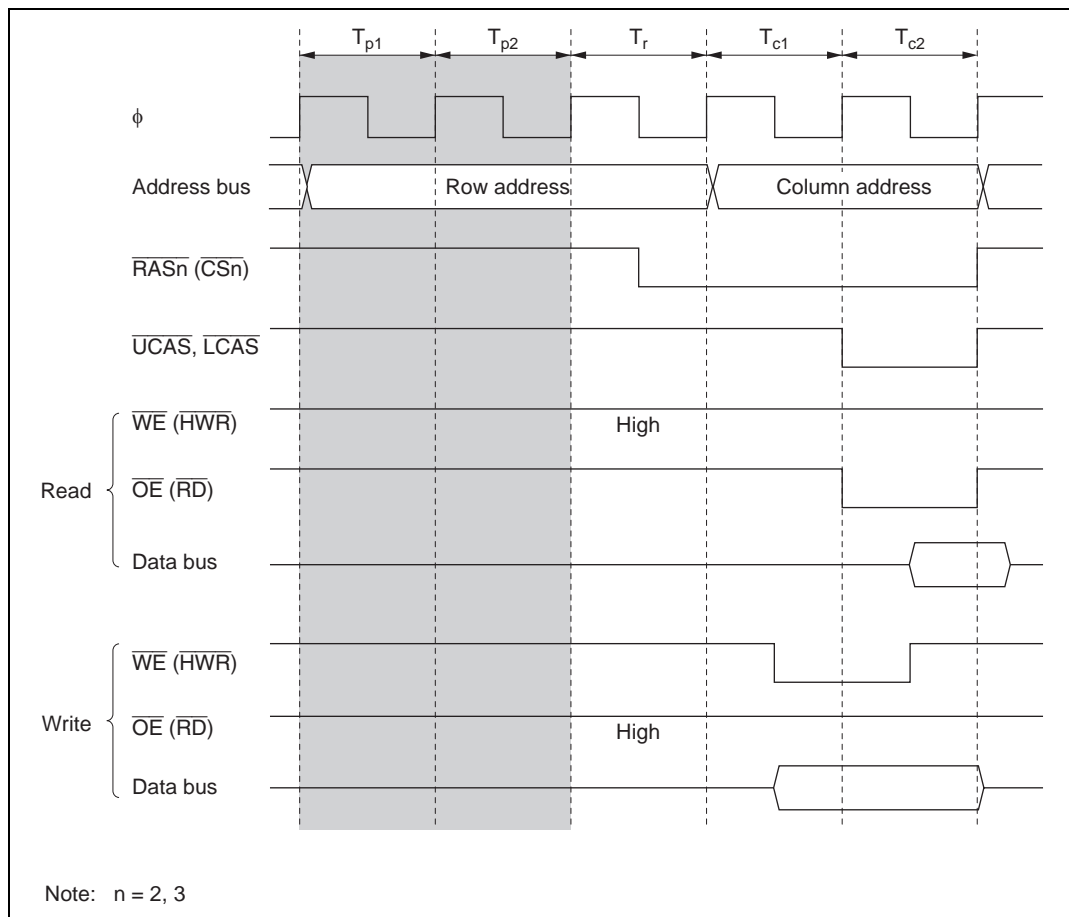 Tp1 Tp2 Tr Tc1 Tc2
ϕ
Address bus Row address Column address
RASn (CSn)
UCAS, LCAS
WE (HWR) High
Read
OE (RD)
Data bus
WE (HWR)
Write
OE (RD) High
Data bus
Note: n = 2, 3